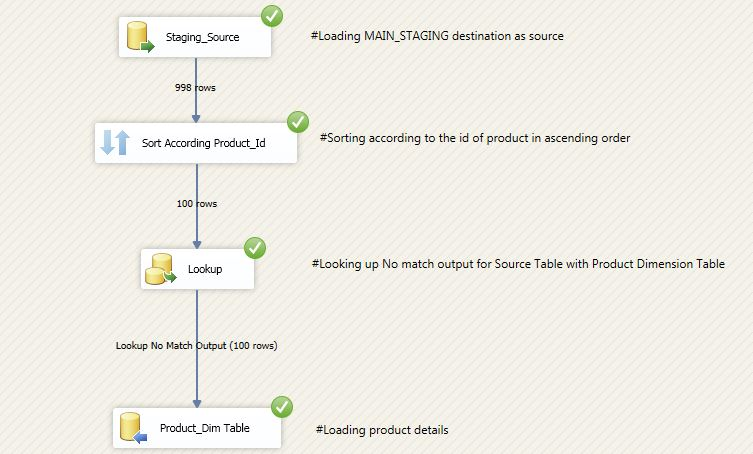 Staging_Source
#Loading MAIN_STAGING destination as source
998 rows
Sort According Product_Id
#Sorting according to the id of product in ascending order
100 rows
Lookup
#Looking up No match output for Source Table with Product Dimension Table
Lookup No Match Output (100 rows)
Product_Dim Table
#Loading product details